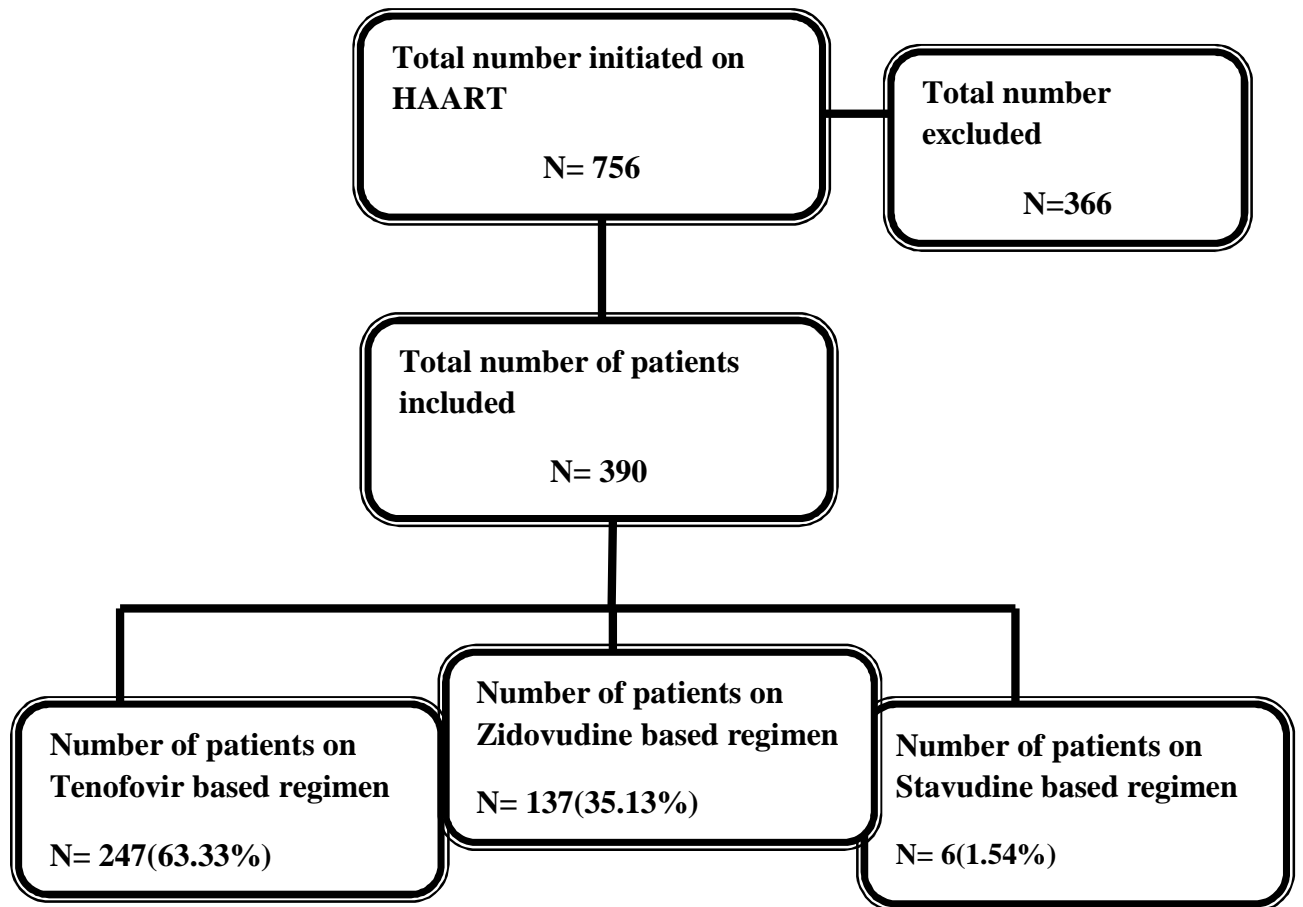 Total number initiated on
HAART
N= 756
Total number
excluded
N=366
Total number of patients
included
N= 390
Number of patients on
Tenofovir based regimen
N= 247(63.33%)
Number of patients on
Zidovudine based regimen
N= 137(35.13%)
Number of patients on
Stavudine based regimen
N= 6(1.54%)